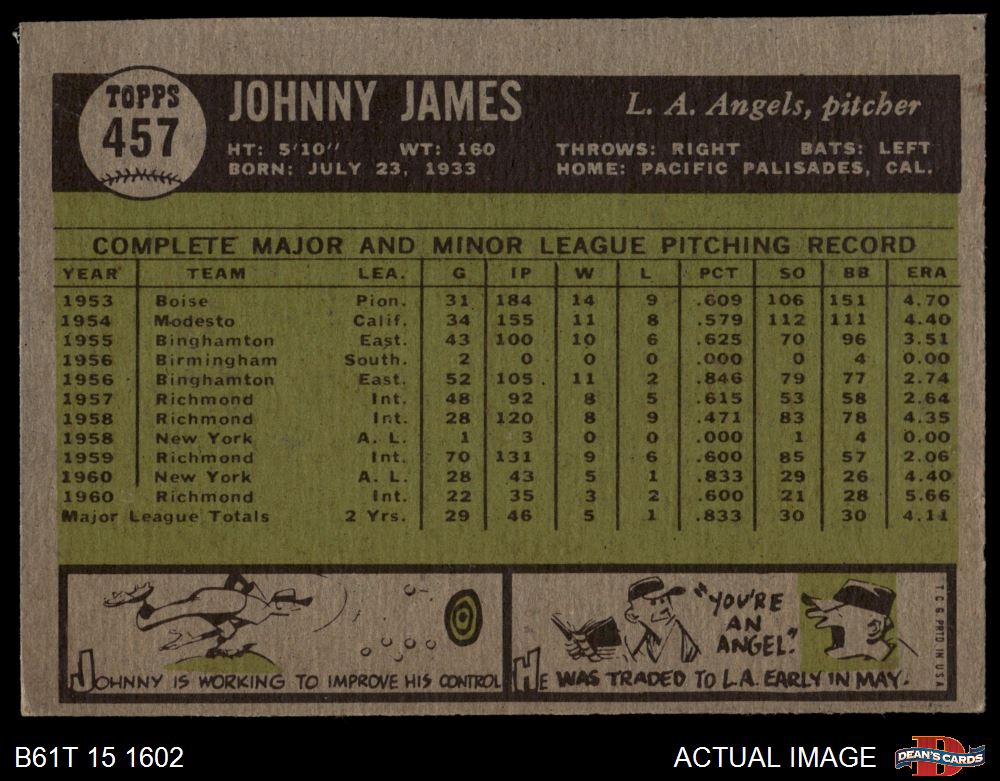 TOPPS
457
JOHNNY JAMES
L. A. Angels, pitcher
HT: 5'10" WT: 160 THROWS: RIGHT BATS: LEFT
BORN: JULY 23, 1933 HOME: PACIFIC PALISADES, CAL.
COMPLETE MAJOR AND MINOR LEAGUE PITCHING RECORD
YEAR TEAM LEA. G IP W L PCT SO BB ERA
1953 Boise Pion. 31 184 14 9 .609 106 151 4.70
1954 Modesto Calif. 34 155 11 8 .579 112 111 4.40
1955 Binghamton East. 43 100 10 6 .625 70 96 3.51
1956 Birmingham South. 2 0 0 0 .000 0 4 0.00
1956 Binghamton East. 52 105 11 2 .846 79 77 2.74
1957 Richmond Int. 48 92 8 5 .615 53 58 2.64
1958 Richmond Int. 28 120 8 9 .471 83 78 4.35
1958 New York A. L. 1 3 0 0 .000 1 4 0.00
1959 Richmond Int. 70 131 9 6 .600 85 57 2.06
1960 New York A. L. 28 43 5 1 .833 29 26 4.40
1960 Richmond Int. 22 35 3 2 .600 21 28 5.66
Major League Totals 2 Yrs. 29 46 5 1 .833 30 30 4.11
JOHNNY IS WORKING TO IMPROVE HIS CONTROL
"YOU'RE
AN
ANGEL."
HE WAS TRADED TO L.A. EARLY IN MAY.
T.C.G. PRTD. IN U.S.A.
B61T 15 1602
ACTUAL IMAGE
DEAN'S CARDS